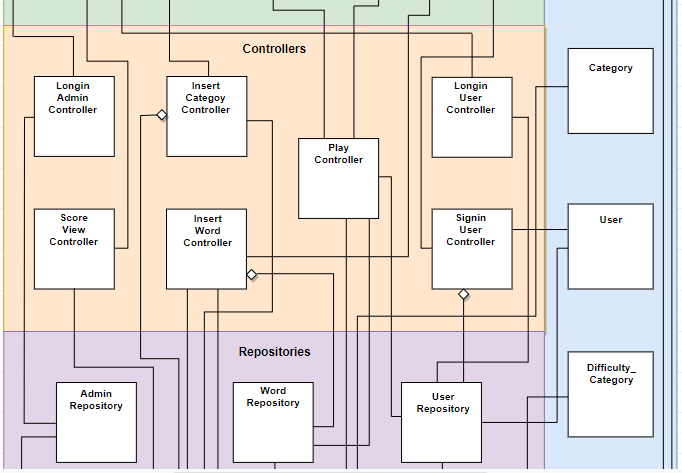 Controllers
Longin
Admin
Controller
Insert
Categoy
Controller
Play
Controller
Longin
User
Controller
Category
Score
View
Controller
Insert
Word
Controller
Signin
User
Controller
User
Repositories
Admin
Repository
Word
Repository
User
Repository
Difficulty_
Category